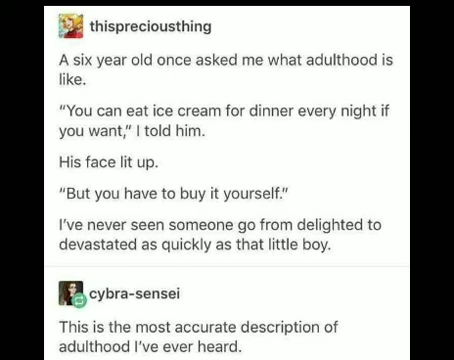 thispreciousthing
A six year old once asked me what adulthood is
like.
“You can eat ice cream for dinner every night if
you want,” I told him.
His face lit up.
“But you have to buy it yourself.”
I’ve never seen someone go from delighted to
devastated as quickly as that little boy.
cybra-sensei
This is the most accurate description of
adulthood I’ve ever heard.